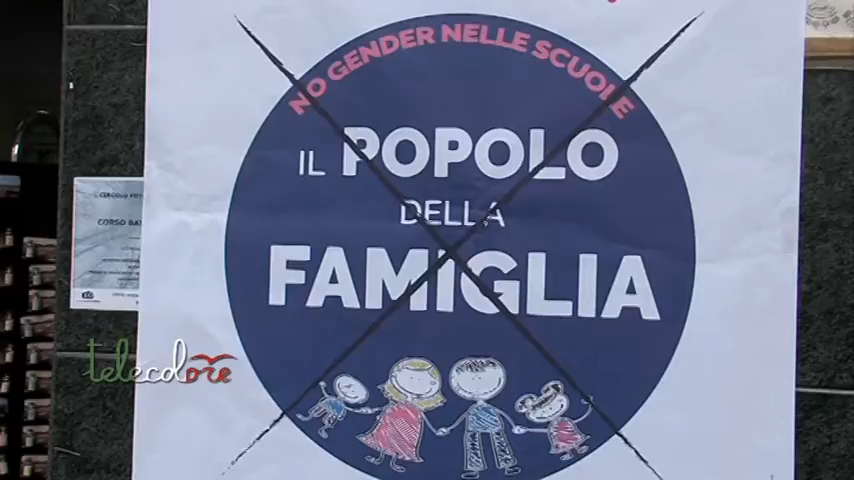 NO GENDER NELLE SCUOLE
IL POPOLO
DELLA
FAMIGLIA
CORSO
telecolore